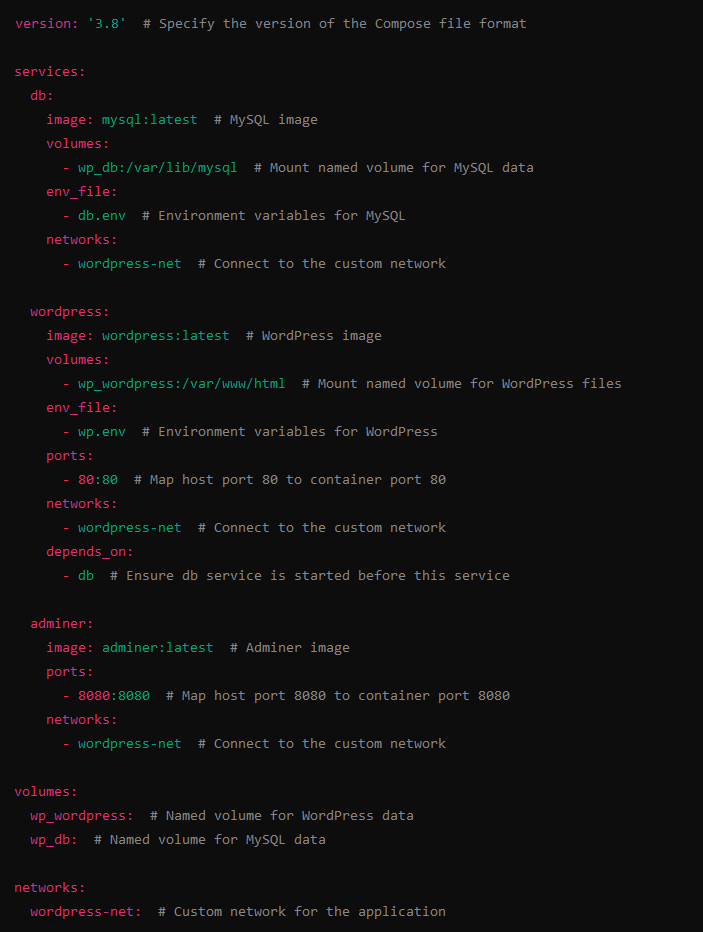 version: '3.8'  # Specify the version of the Compose file format

services:
  db:
    image: mysql:latest  # MySQL image
    volumes:
      - wp_db:/var/lib/mysql  # Mount named volume for MySQL data
    env_file:
      - db.env  # Environment variables for MySQL
    networks:
      - wordpress-net  # Connect to the custom network

  wordpress:
    image: wordpress:latest  # WordPress image
    volumes:
      - wp_wordpress:/var/www/html  # Mount named volume for WordPress files
    env_file:
      - wp.env  # Environment variables for WordPress
    ports:
      - 80:80  # Map host port 80 to container port 80
    networks:
      - wordpress-net  # Connect to the custom network
    depends_on:
      - db  # Ensure db service is started before this service

  adminer:
    image: adminer:latest  # Adminer image
    ports:
      - 8080:8080  # Map host port 8080 to container port 8080
    networks:
      - wordpress-net  # Connect to the custom network

volumes:
  wp_wordpress:  # Named volume for WordPress data
  wp_db:  # Named volume for MySQL data

networks:
  wordpress-net:  # Custom network for the application